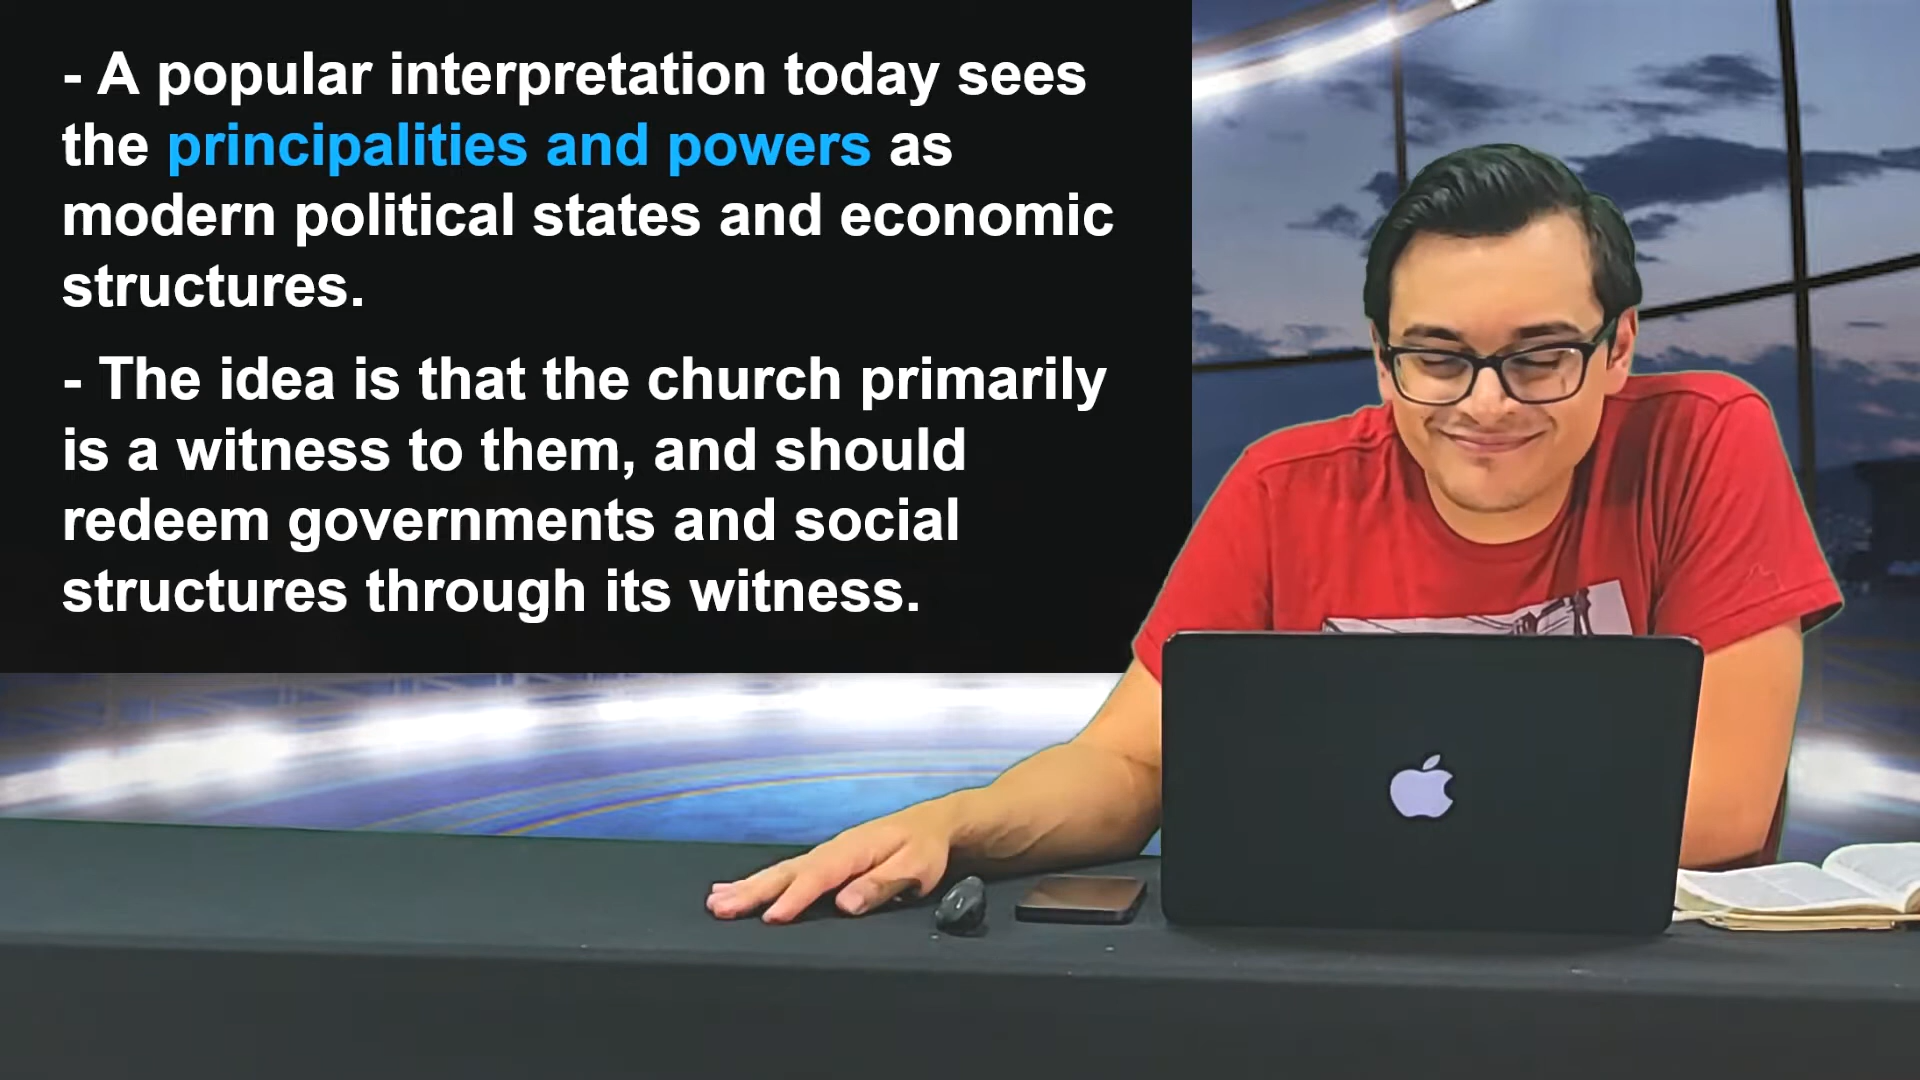 - A popular interpretation today sees
the principalities and powers as
modern political states and economic
structures.
- The idea is that the church primarily
is a witness to them, and should
redeem governments and social
structures through its witness.